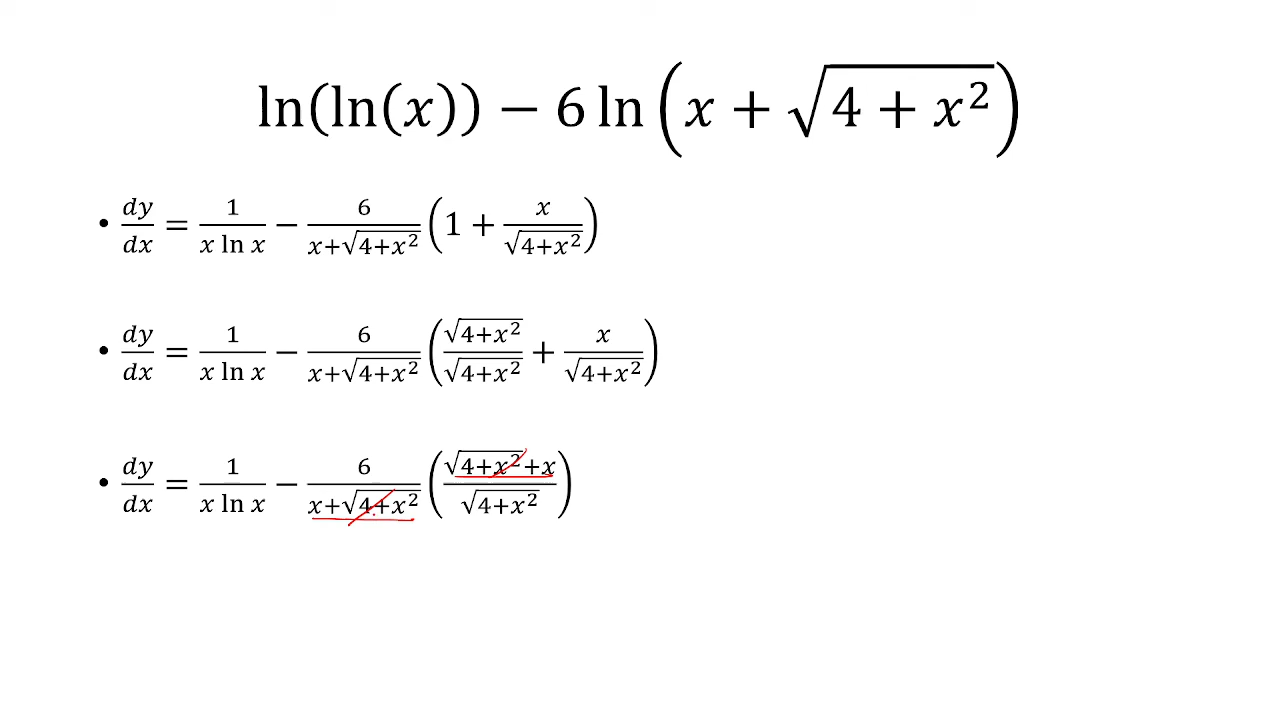 ln(ln(x)) − 6 ln(x + √(4 + x²))
• dy/dx = 1/(x ln x) − 6/(x+√(4+x²)) (1 + x/√(4+x²))
• dy/dx = 1/(x ln x) − 6/(x+√(4+x²)) (√(4+x²)/√(4+x²) + x/√(4+x²))
• dy/dx = 1/(x ln x) − 6/(x+√(4+x²)) ((√(4+x²)+x)/√(4+x²))